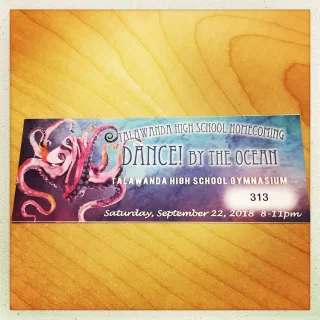 TALAWANDA HIGH SCHOOL HOMECOMING
DANCE! BY THE OCEAN
TALAWANDA HIGH SCHOOL GYMNASIUM
313
Saturday, September 22, 2018 8-11pm